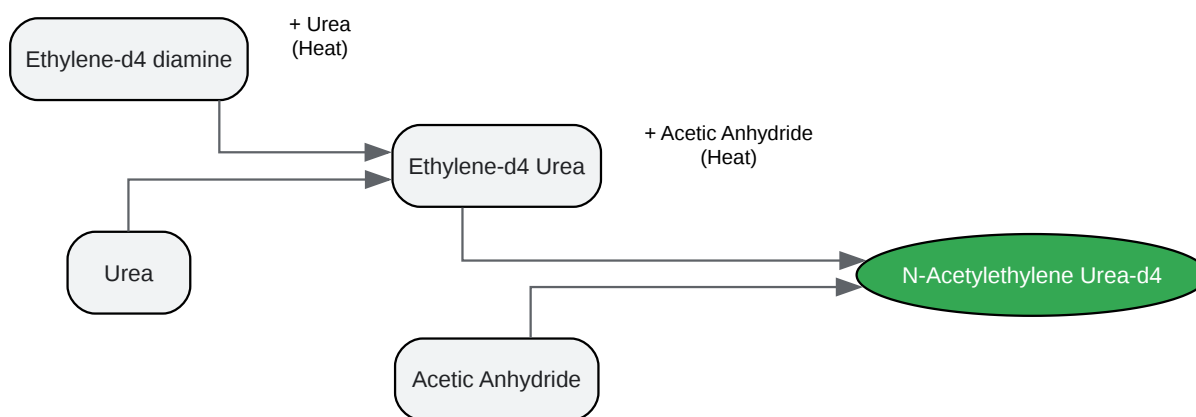 Ethylene-d4 diamine
+ Urea
(Heat)
Ethylene-d4 Urea
+ Acetic Anhydride
(Heat)
Urea
N-Acetylethylene Urea-d4
Acetic Anhydride